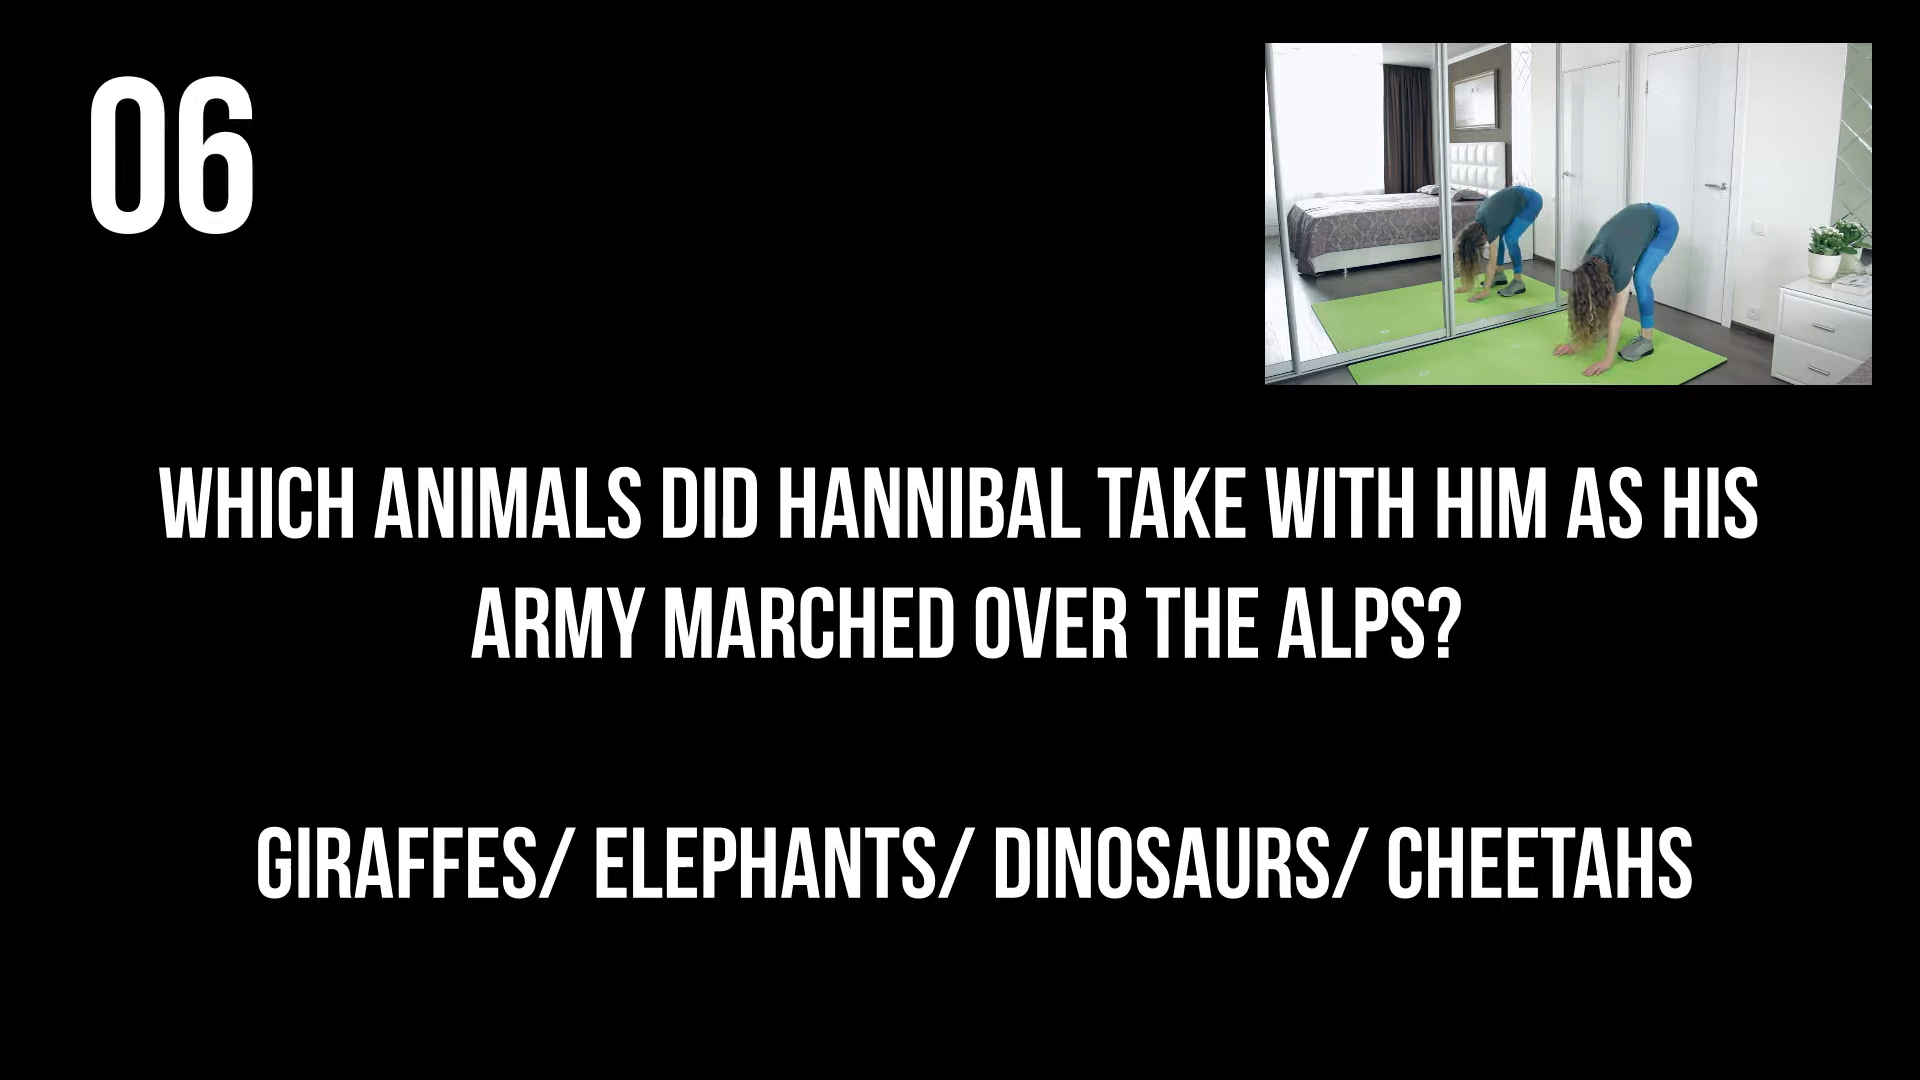 06
WHICH ANIMALS DID HANNIBAL TAKE WITH HIM AS HIS
ARMY MARCHED OVER THE ALPS?
GIRAFFES/ ELEPHANTS/ DINOSAURS/ CHEETAHS